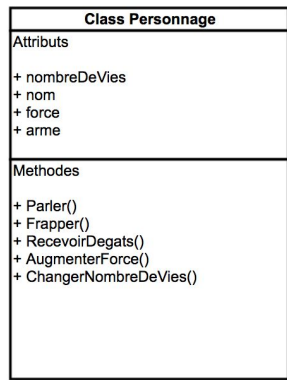 Class Personnage
Attributs
+ nombreDeVies
+ nom
+ force
+ arme
Methodes
+ Parler()
+ Frapper()
+ RecevoirDegats()
+ AugmenterForce()
+ ChangerNombreDeVies()